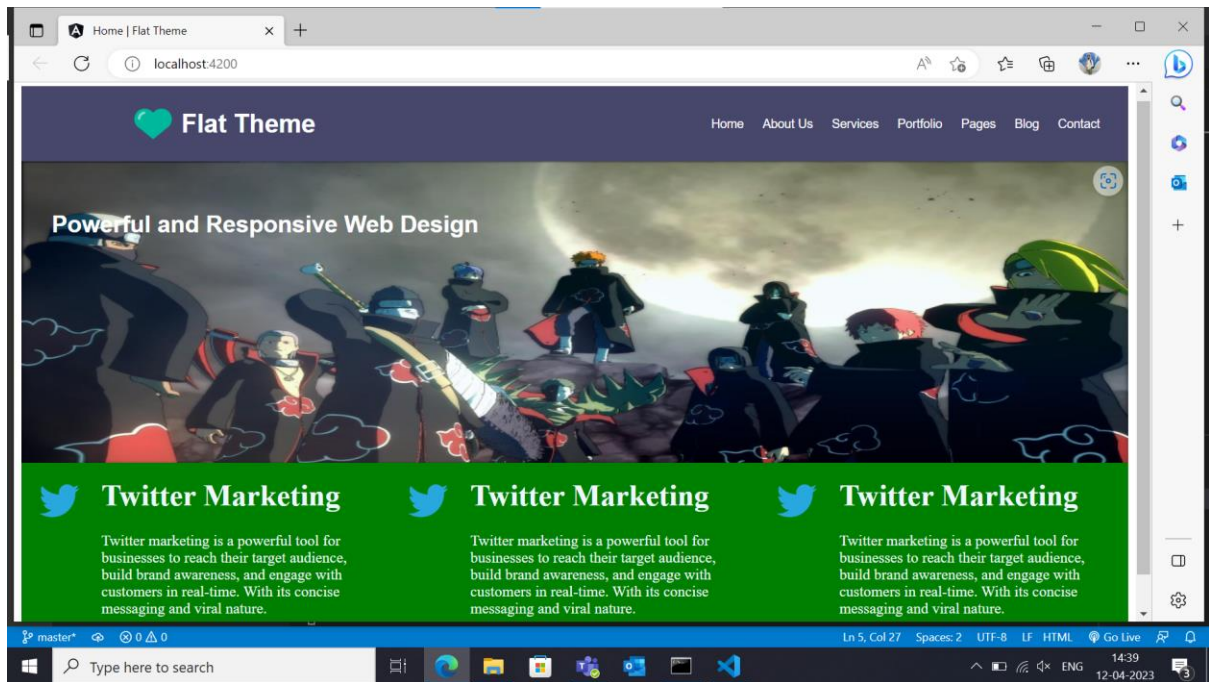 Home | Flat Theme
localhost:4200
Flat Theme
Home About Us Services Portfolio Pages Blog Contact
Powerful and Responsive Web Design
Twitter Marketing
Twitter marketing is a powerful tool for
businesses to reach their target audience,
build brand awareness, and engage with
customers in real-time. With its concise
messaging and viral nature.
Twitter Marketing
Twitter marketing is a powerful tool for
businesses to reach their target audience,
build brand awareness, and engage with
customers in real-time. With its concise
messaging and viral nature.
Twitter Marketing
Twitter marketing is a powerful tool for
businesses to reach their target audience,
build brand awareness, and engage with
customers in real-time. With its concise
messaging and viral nature.
master* 0 0 Ln 5, Col 27 Spaces: 2 UTF-8 LF HTML Go Live
Type here to search
ENG
14:39
12-04-2023
3